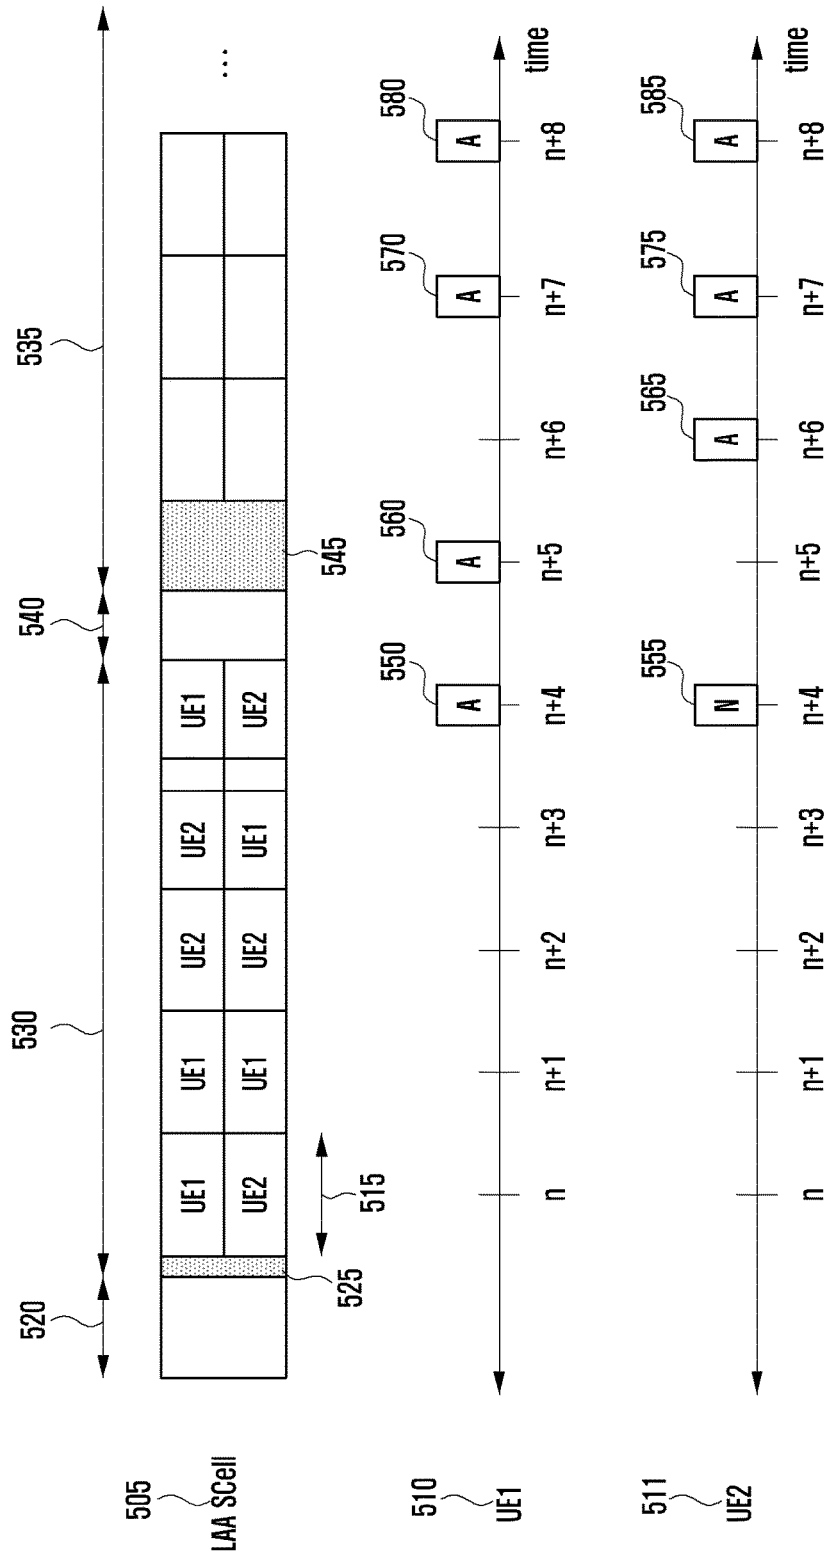 520 530 540 535
505
UE1 UE1 UE2 UE2 UE1
LAA SCell ...
UE2 UE1 UE2 UE1 UE2
525 515 545
550 560 570 580
510
A A A A
UE1
time
n n+1 n+2 n+3 n+4 n+5 n+6 n+7 n+8
555 565 575 585
511
N A A A
UE2
time
n n+1 n+2 n+3 n+4 n+5 n+6 n+7 n+8